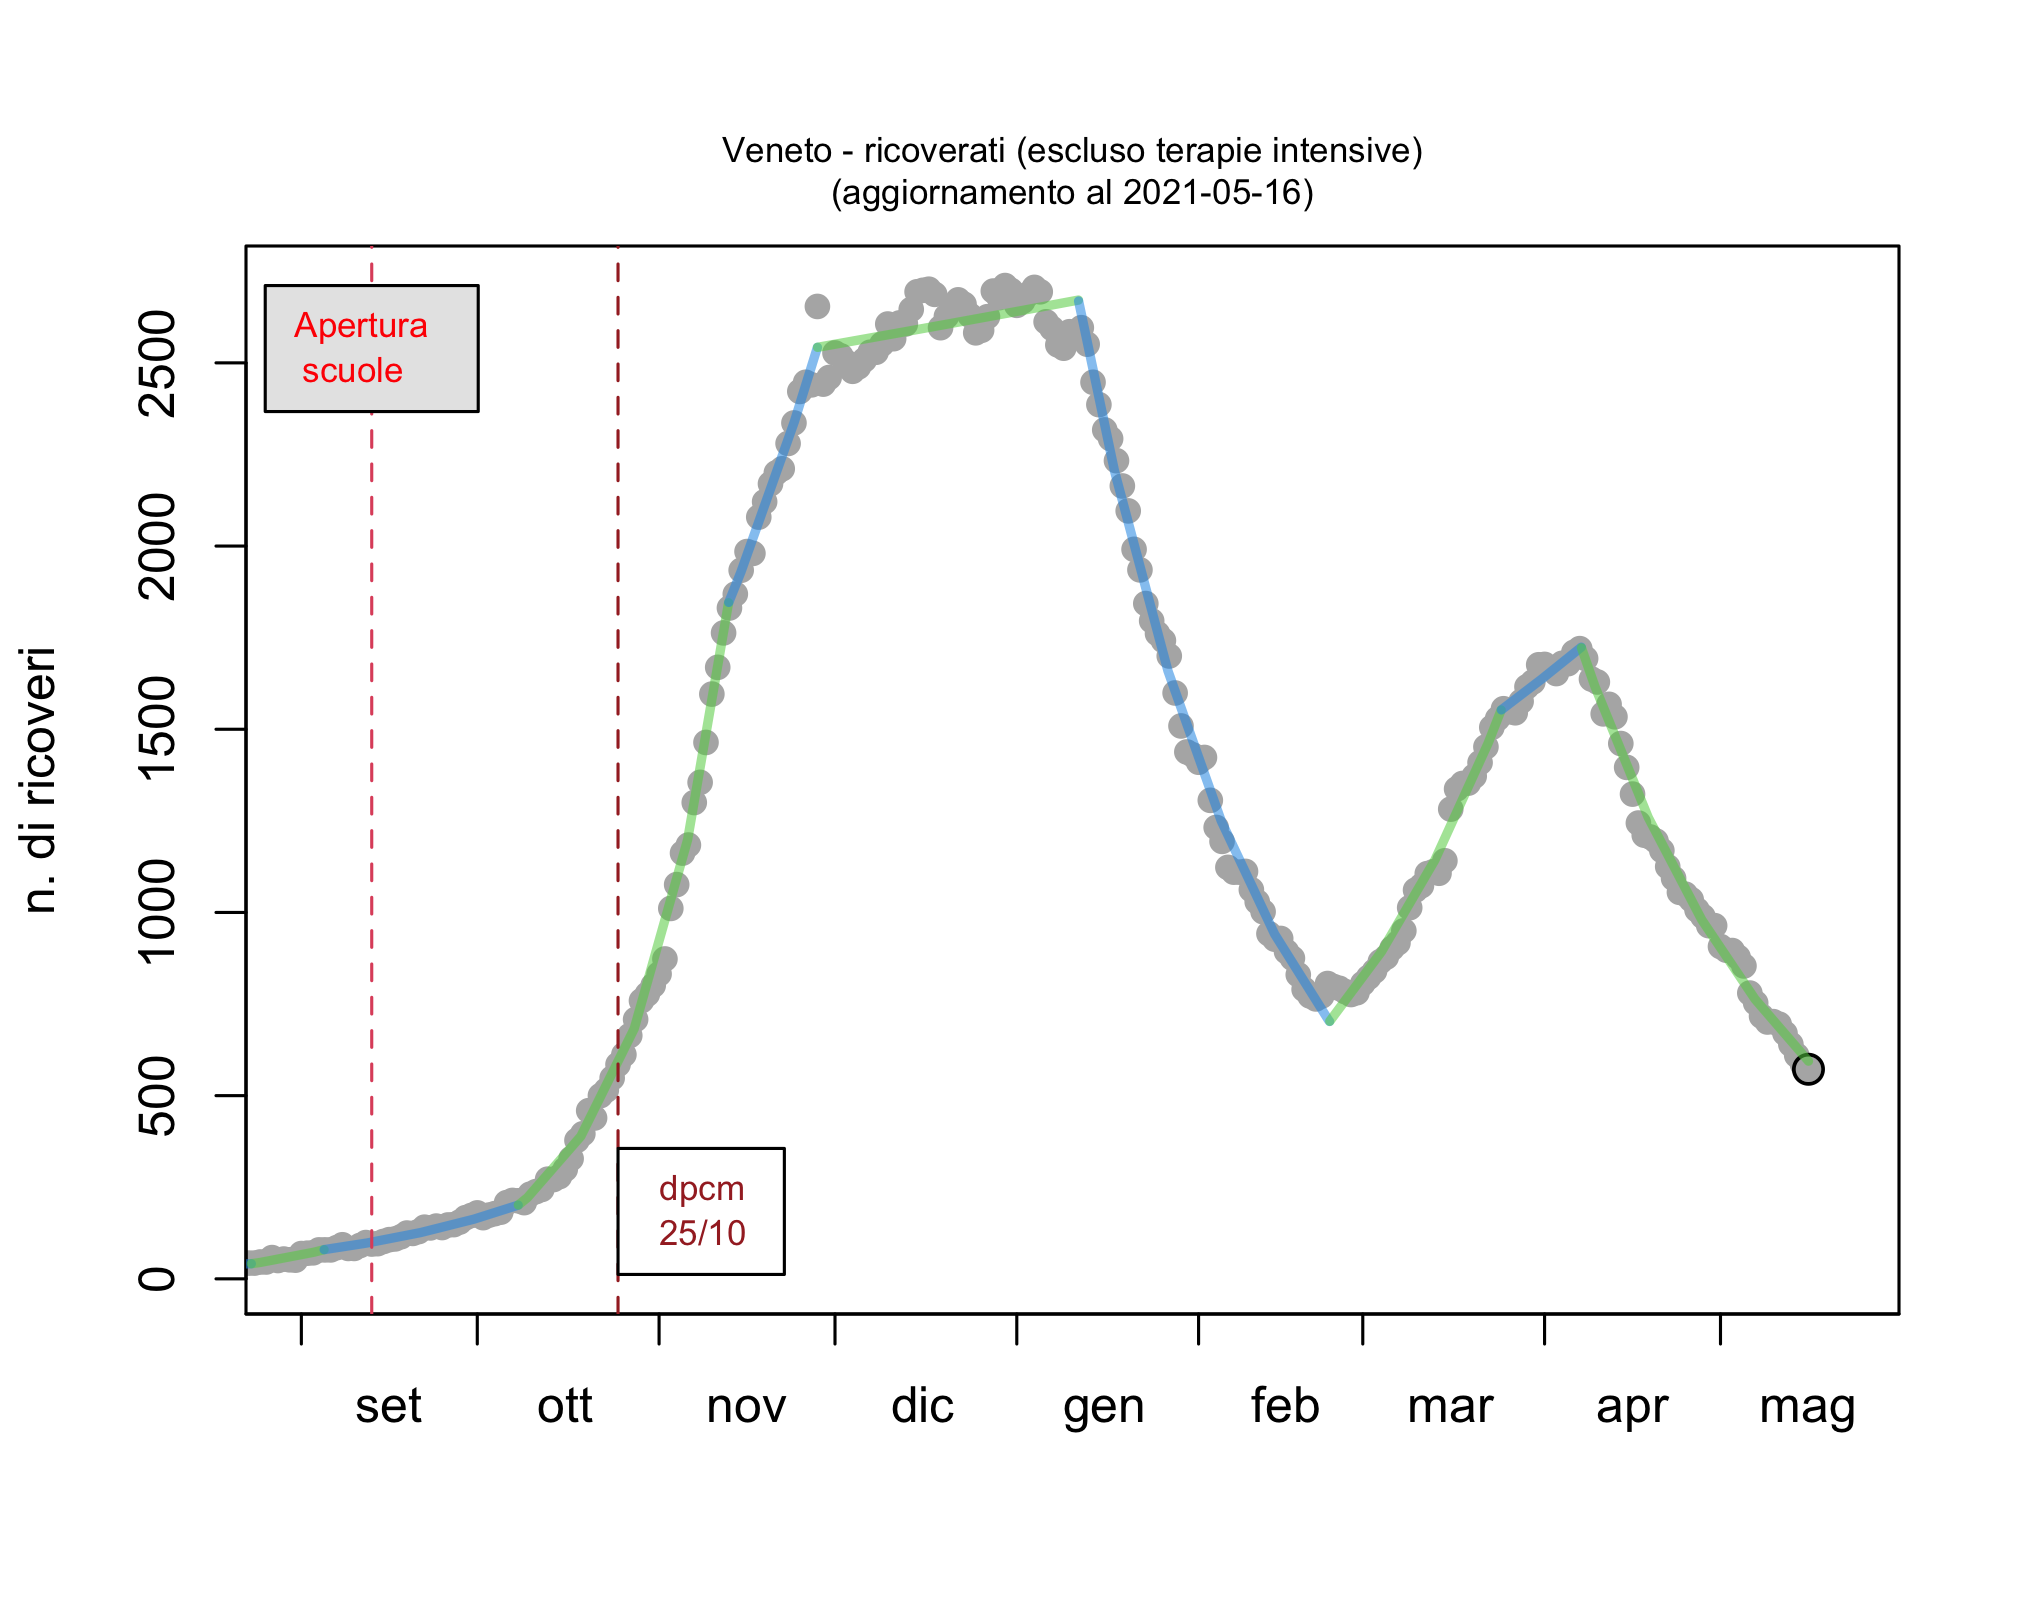 Veneto - ricoverati (escluso terapie intensive)
(aggiornamento al 2021-05-16)
Apertura
scuole
dpcm
25/10
n. di ricoveri
2500
2000
1500
1000
500
0
set ott nov dic gen feb mar apr mag